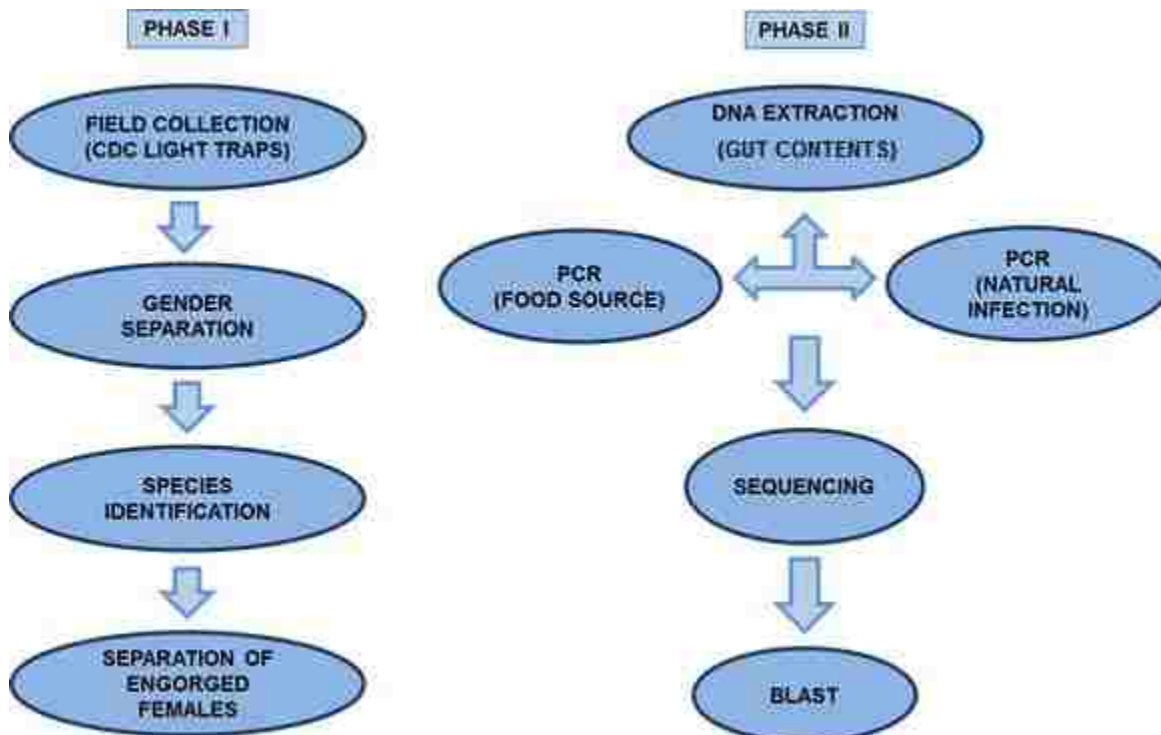 PHASE I
FIELD COLLECTION
(CDC LIGHT TRAPS)
GENDER
SEPARATION
SPECIES
IDENTIFICATION
SEPARATION OF
ENGORGED
FEMALES
PHASE II
DNA EXTRACTION
(GUT CONTENTS)
PCR
(FOOD SOURCE)
PCR
(NATURAL
INFECTION)
SEQUENCING
BLAST